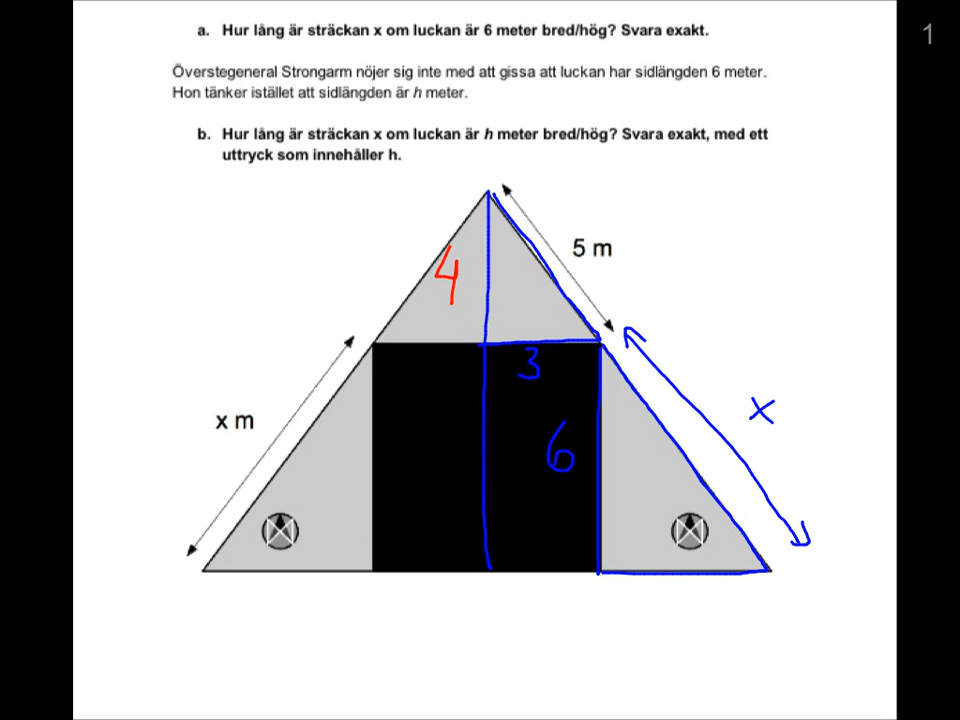 1
a. Hur lång är sträckan x om luckan är 6 meter bred/hög? Svara exakt.
Överstegeneral Strongarm nöjer sig inte med att gissa att luckan har sidlängden 6 meter.
Hon tänker istället att sidlängden är h meter.
b. Hur lång är sträckan x om luckan är h meter bred/hög? Svara exakt, med ett
uttryck som innehåller h.
5 m
4
3
x m
x
6